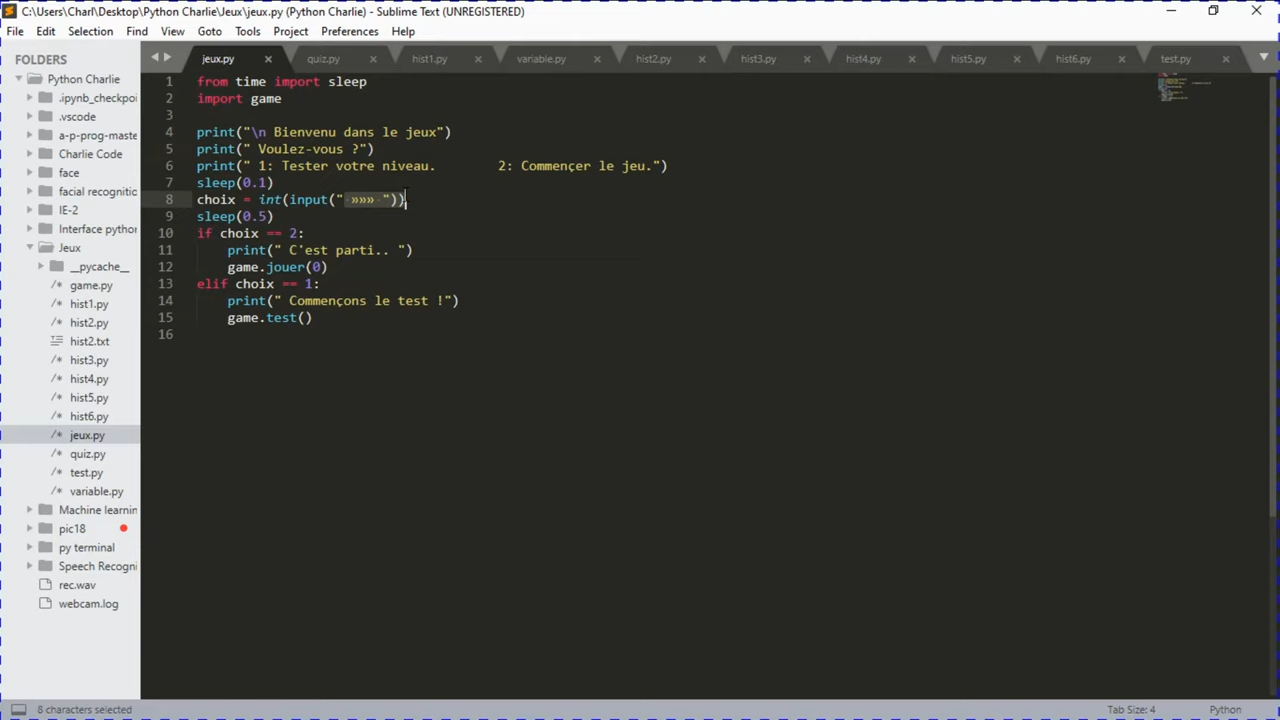 C:\Users\Charl\Desktop\Python Charlie\Jeux\jeux.py (Python Charlie) - Sublime Text (UNREGISTERED)
File Edit Selection Find View Goto Tools Project Preferences Help
FOLDERS
Python Charlie
.ipynb_checkpoi
.vscode
a-p-prog-maste
Charlie Code
face
facial recognitio
IE-2
Interface python
Jeux
__pycache__
game.py
hist1.py
hist2.py
hist2.txt
hist3.py
hist4.py
hist5.py
hist6.py
jeux.py
quiz.py
test.py
variable.py
Machine learnin
pic18
py terminal
Speech Recogni
rec.wav
webcam.log
jeux.py quiz.py hist1.py variable.py hist2.py hist3.py hist4.py hist5.py hist6.py test.py
1 from time import sleep
2 import game
3
4 print("\n Bienvenu dans le jeux")
5 print(" Voulez-vous ?")
6 print(" 1: Tester votre niveau.        2: Commençer le jeu.")
7 sleep(0.1)
8 choix = int(input(" »»» "))
9 sleep(0.5)
10 if choix == 2:
11     print(" C'est parti.. ")
12     game.jouer(0)
13 elif choix == 1:
14     print(" Commençons le test !")
15     game.test()
16
8 characters selected
Tab Size: 4
Python